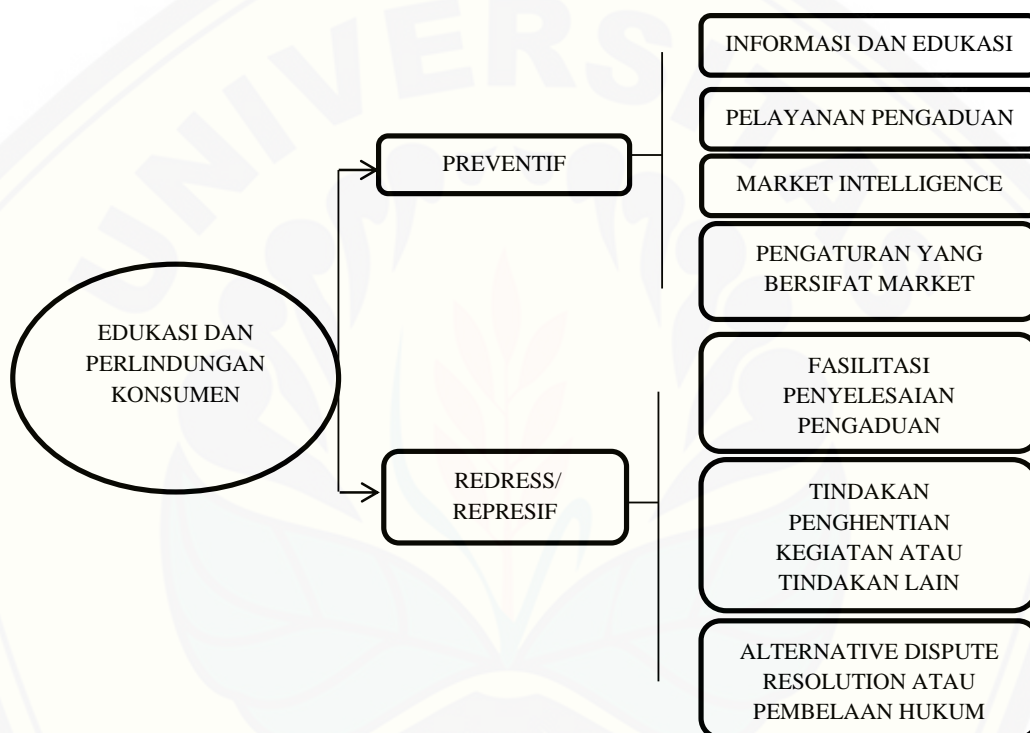 EDUKASI DAN
PERLINDUNGAN
KONSUMEN
PREVENTIF
INFORMASI DAN EDUKASI
PELAYANAN PENGADUAN
MARKET INTELLIGENCE
PENGATURAN YANG
BERSIFAT MARKET
REDRESS/
REPRESIF
FASILITASI
PENYELESAIAN
PENGADUAN
TINDAKAN
PENGHENTIAN
KEGIATAN ATAU
TINDAKAN LAIN
ALTERNATIVE DISPUTE
RESOLUTION ATAU
PEMBELAAN HUKUM